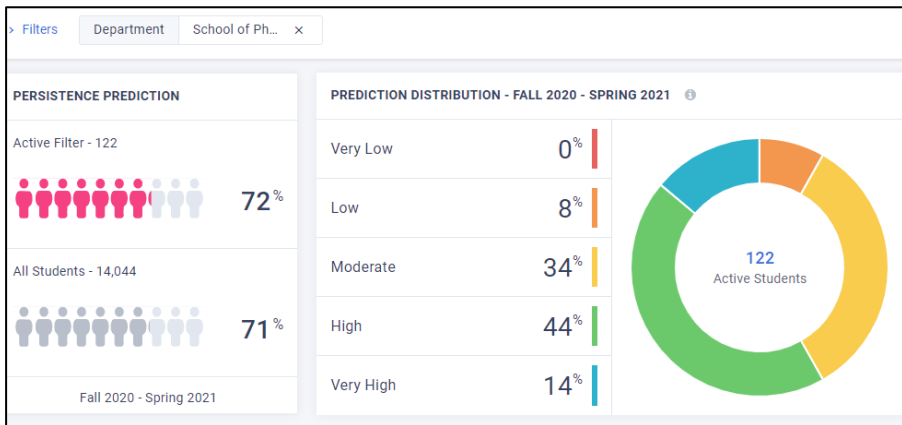 Filters Department School of Ph...
PERSISTENCE PREDICTION
Active Filter - 122
72%
All Students - 14,044
71%
Fall 2020 - Spring 2021
PREDICTION DISTRIBUTION - FALL 2020 - SPRING 2021
Very Low 0%
Low 8%
Moderate 34%
High 44%
Very High 14%
122
Active Students